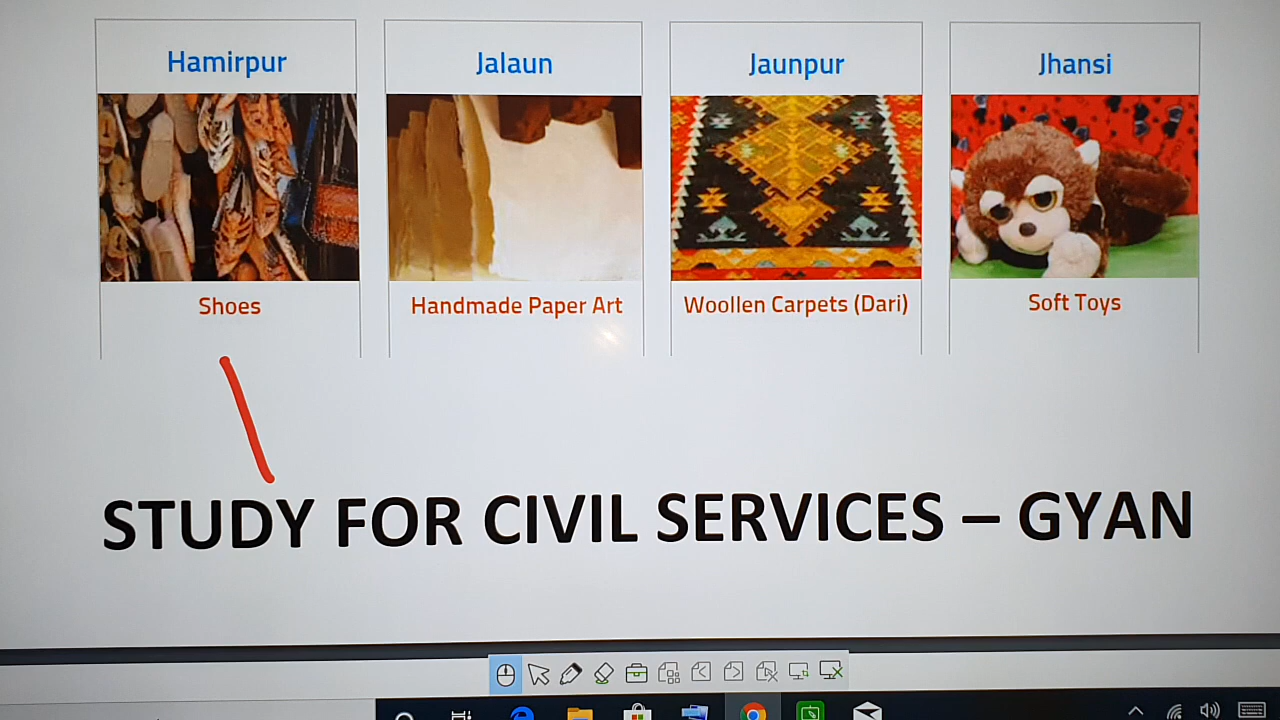 Hamirpur
Jalaun
Jaunpur
Jhansi
Shoes
Handmade Paper Art
Woollen Carpets (Dari)
Soft Toys
STUDY FOR CIVIL SERVICES – GYAN